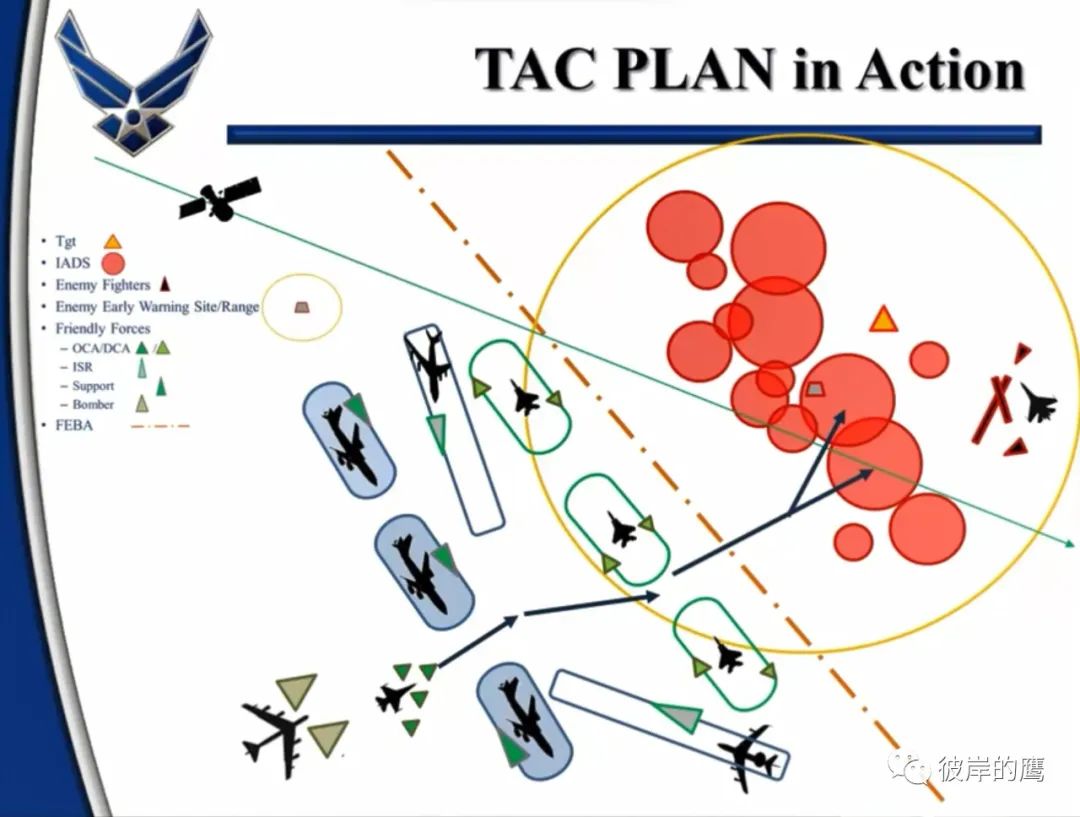 TAC PLAN in Action
• Tgt
• IADS
• Enemy Fighters
• Enemy Early Warning Site/Range
• Friendly Forces
– OCA/DCA /
– ISR
– Support
– Bomber
• FEBA
彼岸的鹰